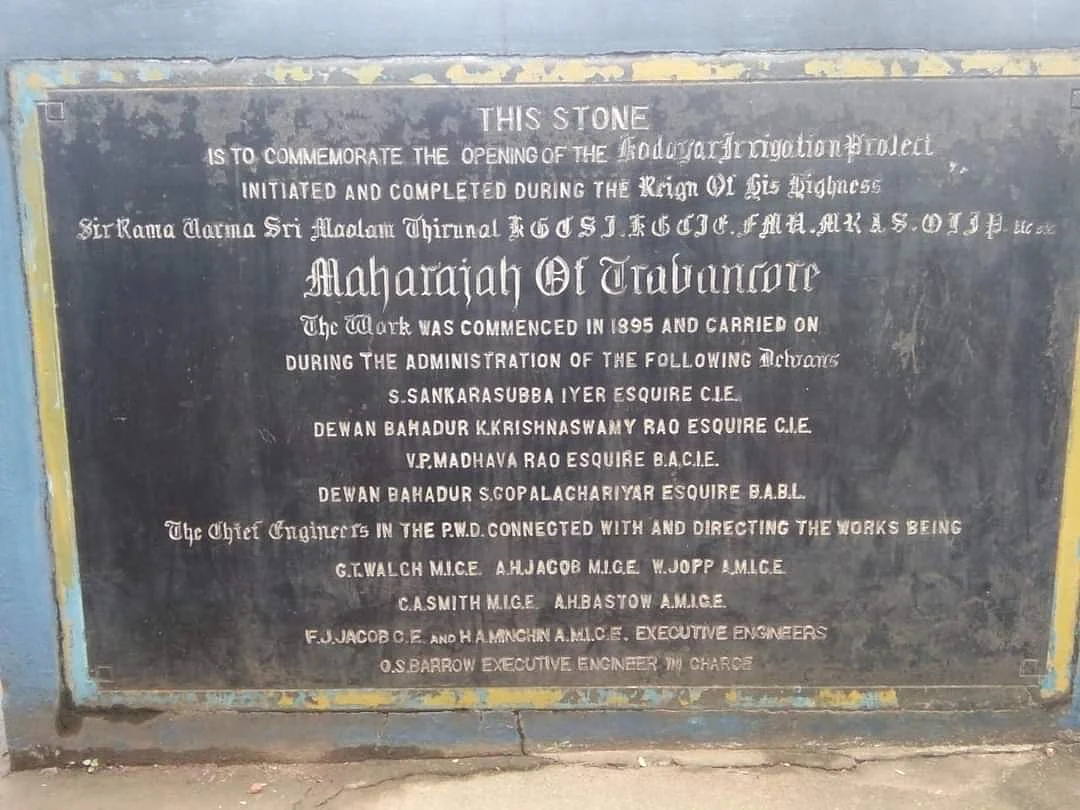 THIS STONE
IS TO COMMEMORATE THE OPENING OF THE Kodayar Irrigation Project
INITIATED AND COMPLETED DURING THE Reign Of His Highness
Sir Rama Varma Sri Moolam Thirunal K G C S I . K G C I E . F M U . M R A S . O I I P . &c &c
Maharajah Of Travancore
The Work WAS COMMENCED IN 1895 AND CARRIED ON
DURING THE ADMINISTRATION OF THE FOLLOWING Dewans
S.SANKARASUBBA IYER ESQUIRE C.I.E.
DEWAN BAHADUR K.KRISHNASWAMY RAO ESQUIRE C.I.E.
V.P.MADHAVA RAO ESQUIRE B.A.C.I.E.
DEWAN BAHADUR S.GOPALACHARIYAR ESQUIRE B.A.B.L.
The Chief Engineers IN THE P.W.D. CONNECTED WITH AND DIRECTING THE WORKS BEING
G.T.WALCH M.I.C.E. A.H.JACOB M.I.C.E. W.JOPP A.M.I.C.E.
C.A.SMITH M.I.C.E. A.H.BASTOW A.M.I.C.E.
F.J.JACOB C.E. AND H.A.MINCHIN A.M.I.C.E. EXECUTIVE ENGINEERS
O.S.BARROW EXECUTIVE ENGINEER IN CHARGE